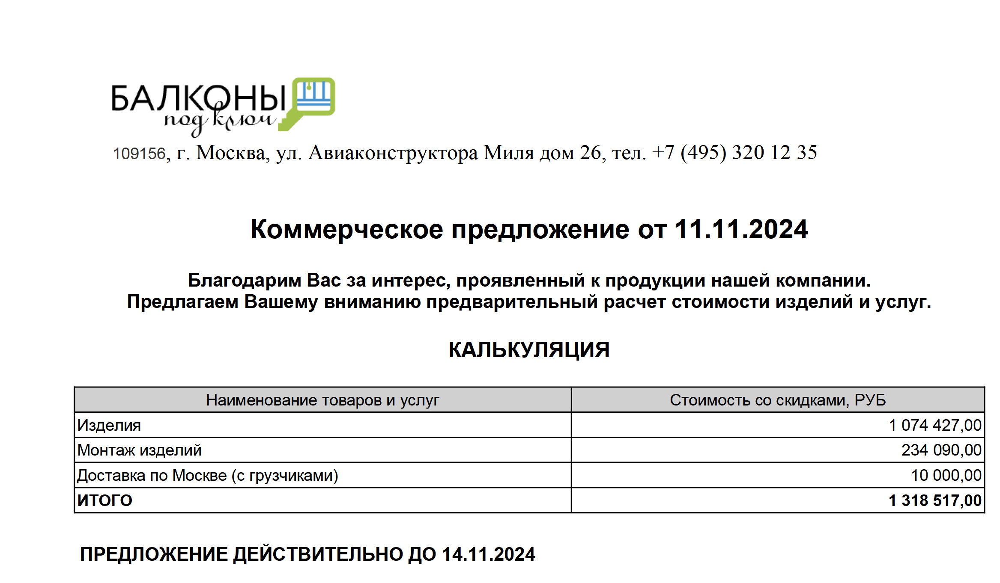 БАЛКОНЫ
под ключ
109156, г. Москва, ул. Авиаконструктора Миля дом 26, тел. +7 (495) 320 12 35
Коммерческое предложение от 11.11.2024
Благодарим Вас за интерес, проявленный к продукции нашей компании.
Предлагаем Вашему вниманию предварительный расчет стоимости изделий и услуг.
КАЛЬКУЛЯЦИЯ
Наименование товаров и услуг Стоимость со скидками, РУБ
Изделия 1 074 427,00
Монтаж изделий 234 090,00
Доставка по Москве (с грузчиками) 10 000,00
ИТОГО 1 318 517,00
ПРЕДЛОЖЕНИЕ ДЕЙСТВИТЕЛЬНО ДО 14.11.2024